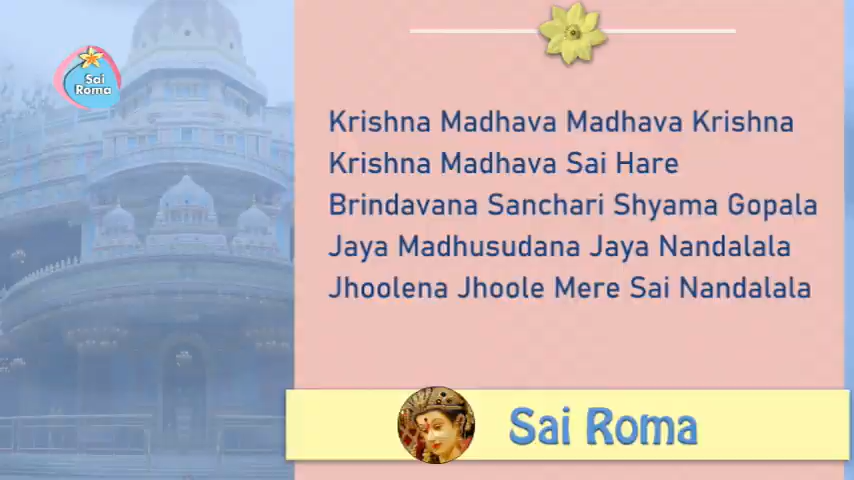 Sai
Roma
Krishna Madhava Madhava Krishna
Krishna Madhava Sai Hare
Brindavana Sanchari Shyama Gopala
Jaya Madhusudana Jaya Nandalala
Jhoolena Jhoole Mere Sai Nandalala
Sai Roma